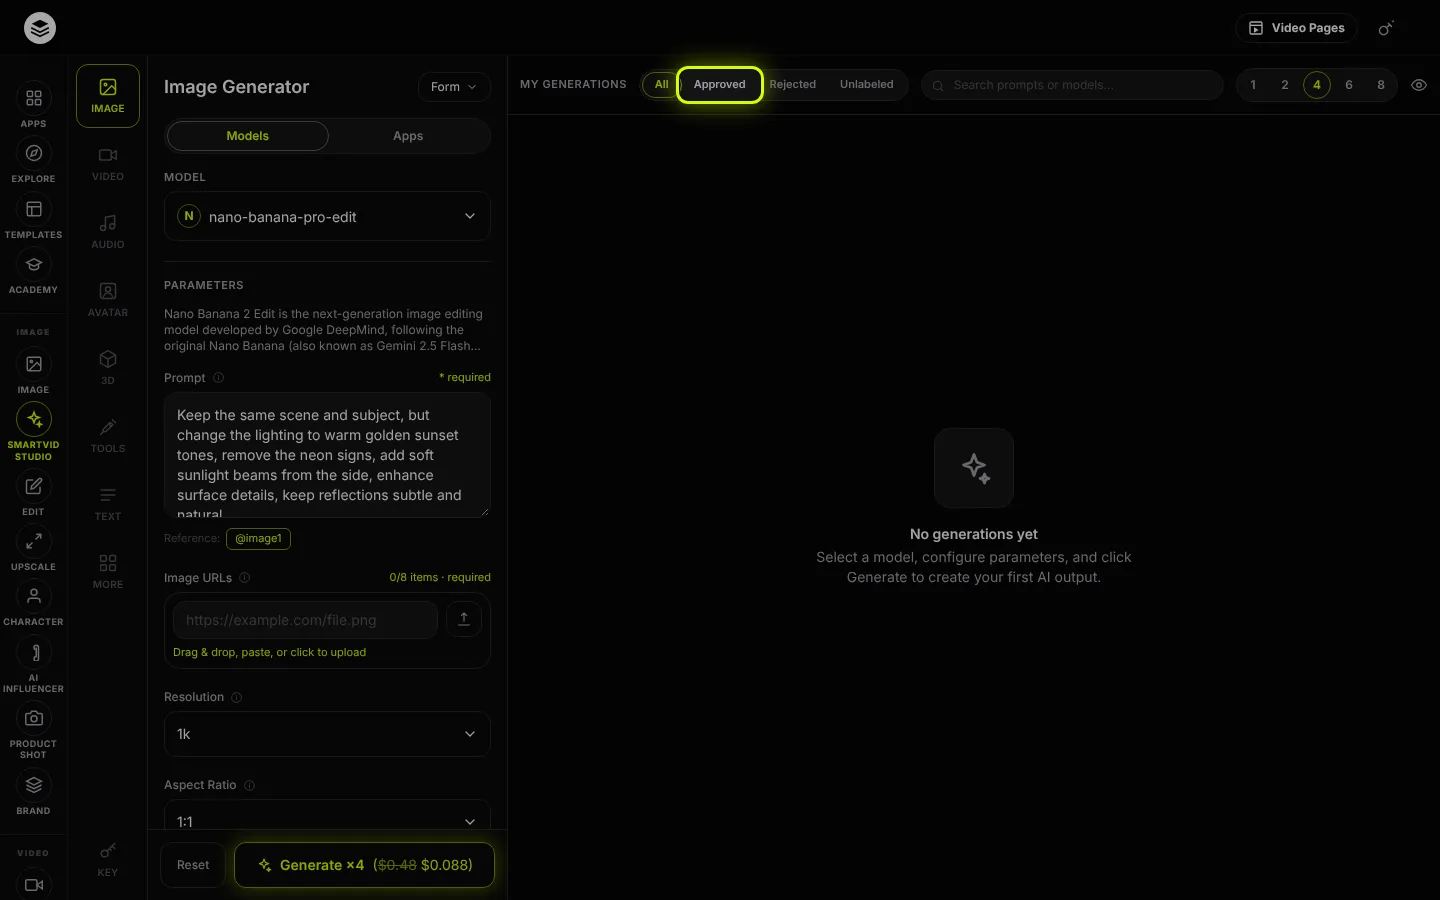 Video Pages
APPS
EXPLORE
TEMPLATES
ACADEMY
IMAGE
IMAGE
SMARTVID
STUDIO
EDIT
UPSCALE
CHARACTER
AI
INFLUENCER
PRODUCT
SHOT
BRAND
VIDEO
IMAGE
VIDEO
AUDIO
AVATAR
3D
TOOLS
TEXT
MORE
KEY
Image Generator
Form
Models
Apps
MODEL
N
nano-banana-pro-edit
PARAMETERS
Nano Banana 2 Edit is the next-generation image editing
model developed by Google DeepMind, following the
original Nano Banana (also known as Gemini 2.5 Flash...
Prompt
* required
Keep the same scene and subject, but
change the lighting to warm golden sunset
tones, remove the neon signs, add soft
sunlight beams from the side, enhance
surface details, keep reflections subtle and
natural
Reference:
@image1
Image URLs
0/8 items · required
https://example.com/file.png
Drag & drop, paste, or click to upload
Resolution
1k
Aspect Ratio
1:1
Reset
Generate ×4 ($0.48 $0.088)
MY GENERATIONS
All
Approved
Rejected
Unlabeled
Search prompts or models...
1
2
4
6
8
No generations yet
Select a model, configure parameters, and click
Generate to create your first AI output.